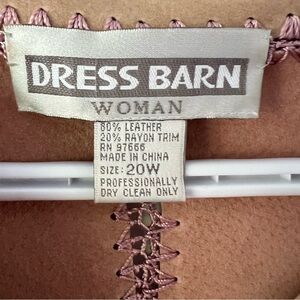 DRESS BARN
WOMAN
80% LEATHER
20% RAYON TRIM
RN 97666
MADE IN CHINA
SIZE: 20W
PROFESSIONALLY
DRY CLEAN ONLY